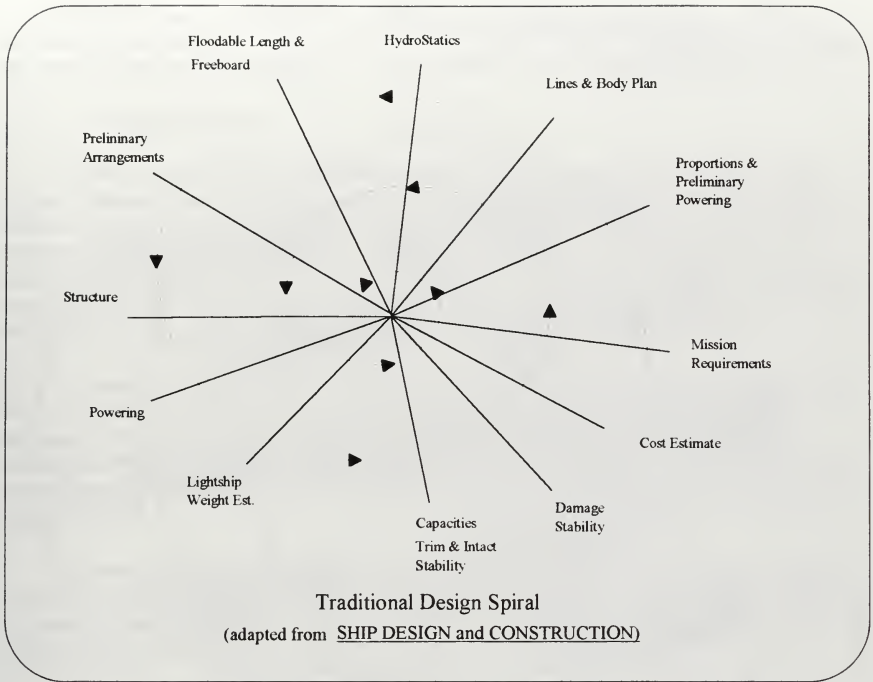 Floodable Length &
Freeboard
HydroStatics
Lines & Body Plan
Prelininary
Arrangements
Proportions &
Preliminary
Powering
Structure
Mission
Requirements
Powering
Cost Estimate
Lightship
Weight Est.
Damage
Stability
Capacities
Trim & Intact
Stability
Traditional Design Spiral
(adapted from SHIP DESIGN and CONSTRUCTION)